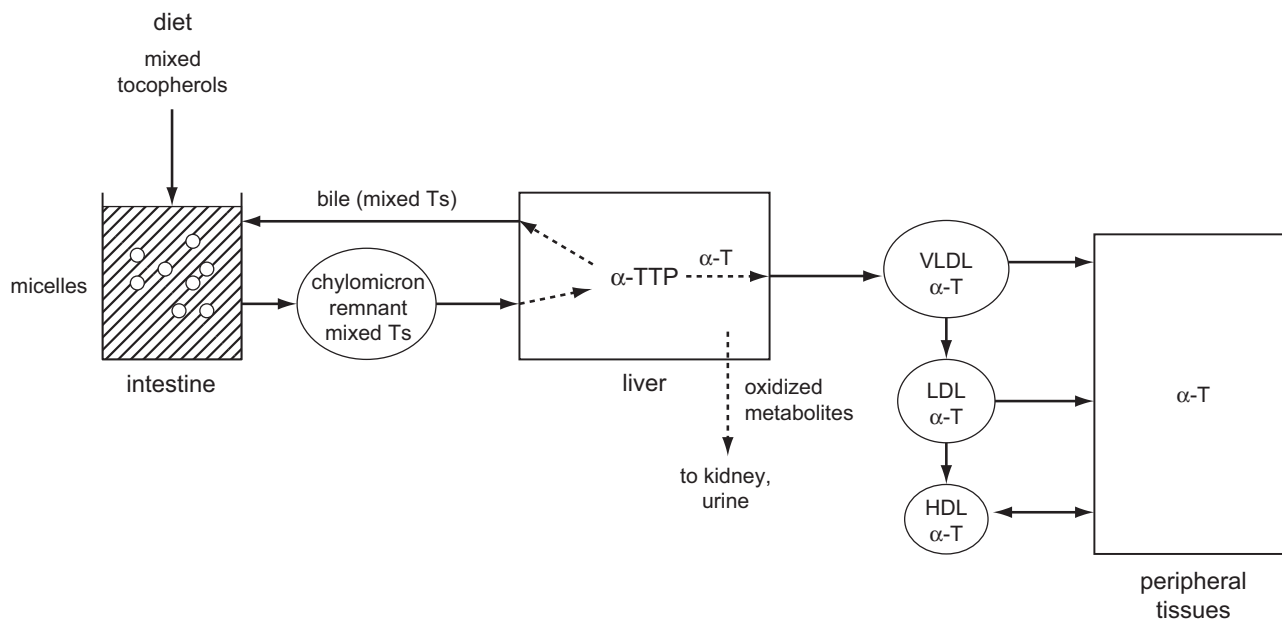 diet
mixed
tocopherols
micelles
intestine
bile (mixed Ts)
chylomicron
remnant
mixed Ts
α-TTP
α-T
liver
oxidized
metabolites
to kidney,
urine
VLDL
α-T
LDL
α-T
HDL
α-T
α-T
peripheral
tissues